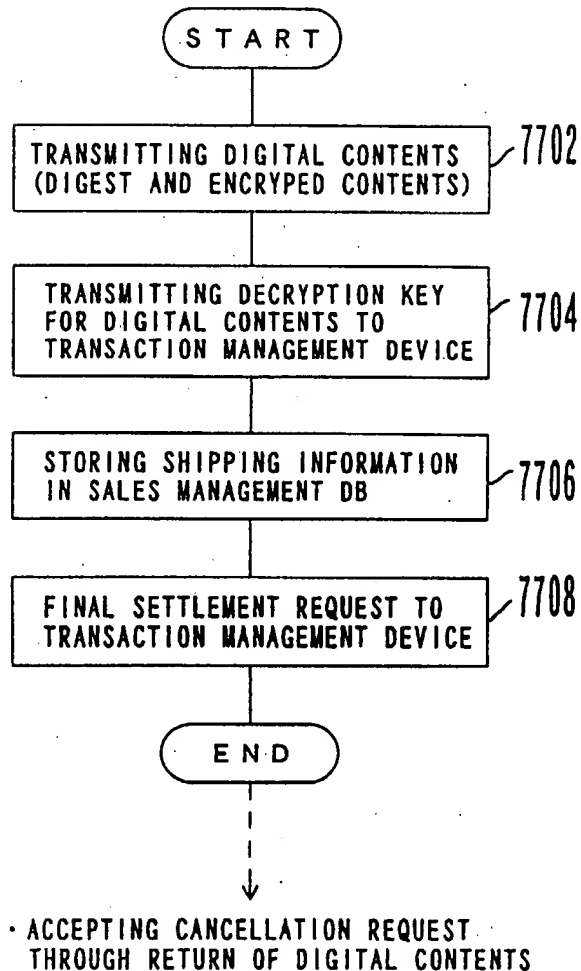 START
TRANSMITTING DIGITAL CONTENTS
(DIGEST AND ENCRYPED CONTENTS)
7702
TRANSMITTING DECRYPTION KEY
FOR DIGITAL CONTENTS TO
TRANSACTION MANAGEMENT DEVICE
7704
STORING SHIPPING INFORMATION
IN SALES MANAGEMENT DB
7706
FINAL SETTLEMENT REQUEST TO
TRANSACTION MANAGEMENT DEVICE
7708
END
· ACCEPTING CANCELLATION REQUEST
THROUGH RETURN OF DIGITAL CONTENTS